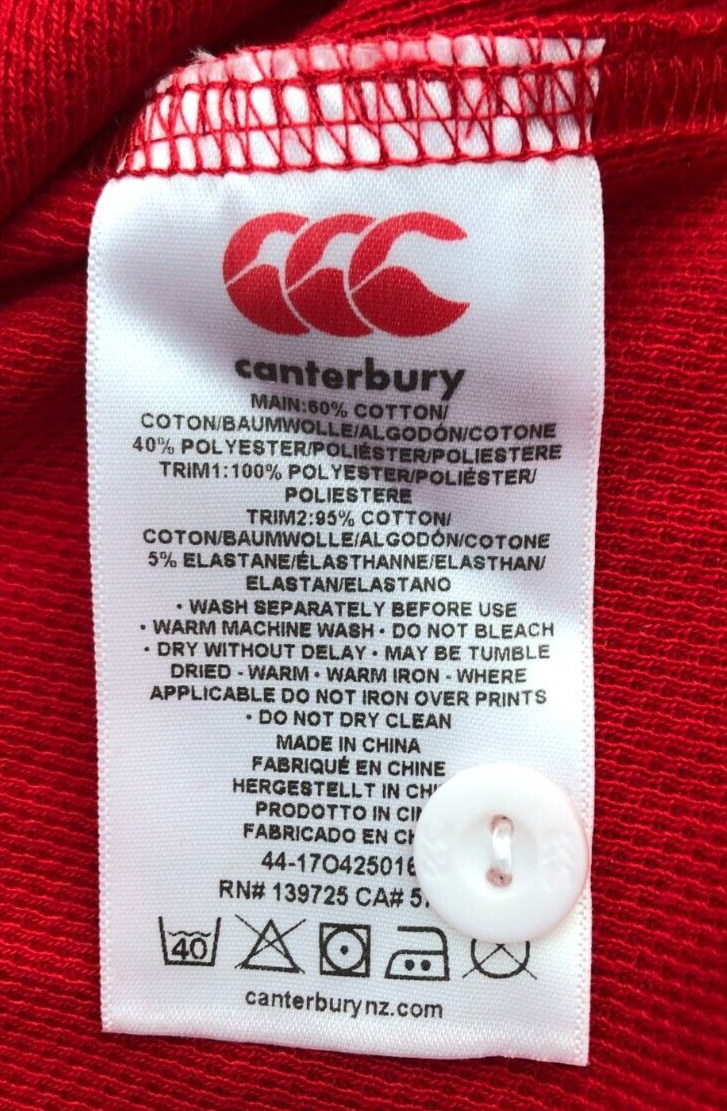 canterbury
MAIN:60% COTTON/
COTON/BAUMWOLLE/ALGODÓN/COTONE
40% POLYESTER/POLIÉSTER/POLIESTERE
TRIM1:100% POLYESTER/POLIÉSTER/
POLIESTERE
TRIM2:95% COTTON/
COTON/BAUMWOLLE/ALGODÓN/COTONE
5% ELASTANE/ÉLASTHANNE/ELASTHAN/
ELASTAN/ELASTANO
• WASH SEPARATELY BEFORE USE
• WARM MACHINE WASH • DO NOT BLEACH
• DRY WITHOUT DELAY • MAY BE TUMBLE
DRIED - WARM • WARM IRON - WHERE
APPLICABLE DO NOT IRON OVER PRINTS
• DO NOT DRY CLEAN
MADE IN CHINA
FABRIQUÉ EN CHINE
HERGESTELLT IN
PRODOTTO IN
FABRICADO EN
RN# 139725 CA#
40
canterburynz.com